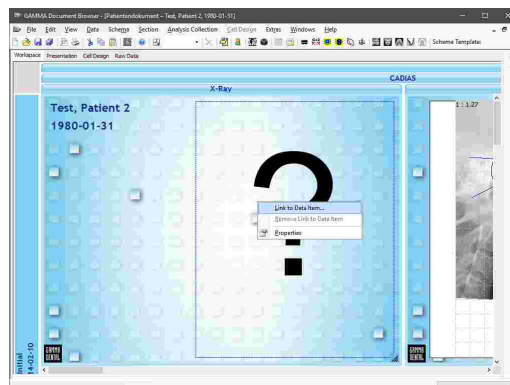 GAMMA Document Browser - [Patientendokument – Test, Patient 2, 1980-01-31]
File Edit View Data Schema Section Analysis Collection Cell Design Extras Windows Help
Schema Template:
Workspace Presentation Cell Design Raw Data
CADIAS
X-Ray
Test, Patient 2
1980-01-31
1 : 1.27
?
Link to Data Item...
Remove Link to Data Item
Properties
Initial
14-02-10
GAMMA
DENTAL
GAMMA
DENTAL